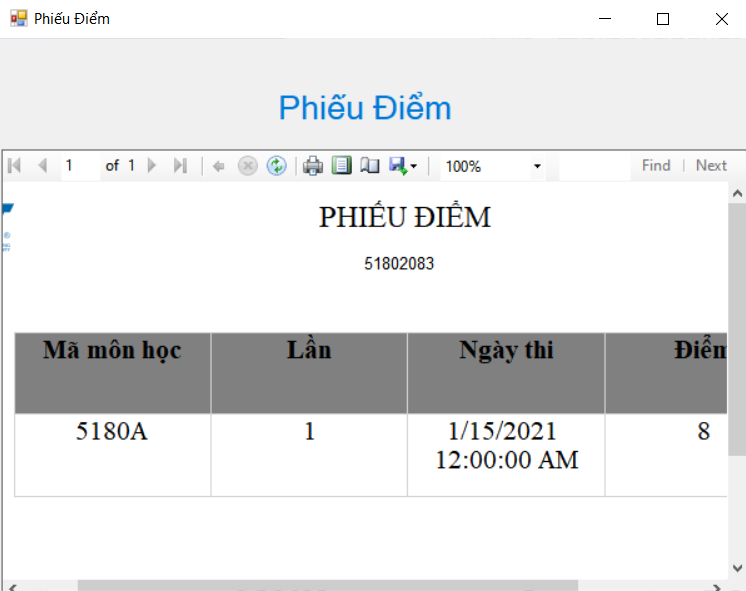 Phiếu Điểm
Phiếu Điểm
1 of 1 100% Find Next
PHIẾU ĐIỂM
51802083
Mã môn học Lần Ngày thi Điểm
5180A 1 1/15/2021 8
12:00:00 AM